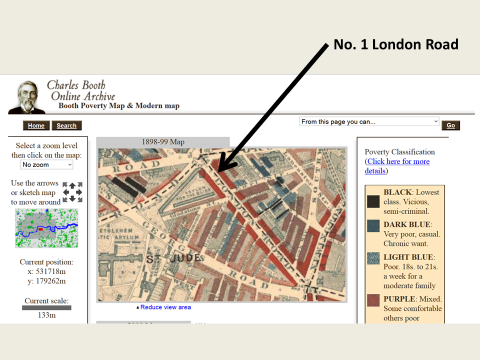 No. 1 London Road
Charles Booth
Online Archive
Booth Poverty Map & Modern map
From this page you can...
Home Search
Go
Select a zoom level
then click on the map:
No zoom
Use the arrows
or sketch map
to move around
Current position:
x: 531718m
y: 179262m
Current scale:
133m
1898-99 Map
ROAD
ST JUDE
ROAD
Reduce view area
Poverty Classification
(Click here for more
details)
BLACK: Lowest
class. Vicious,
semi-criminal.
DARK BLUE:
Very poor, casual.
Chronic want.
LIGHT BLUE:
Poor. 18s. to 21s.
a week for a
moderate family
PURPLE: Mixed.
Some comfortable
others poor